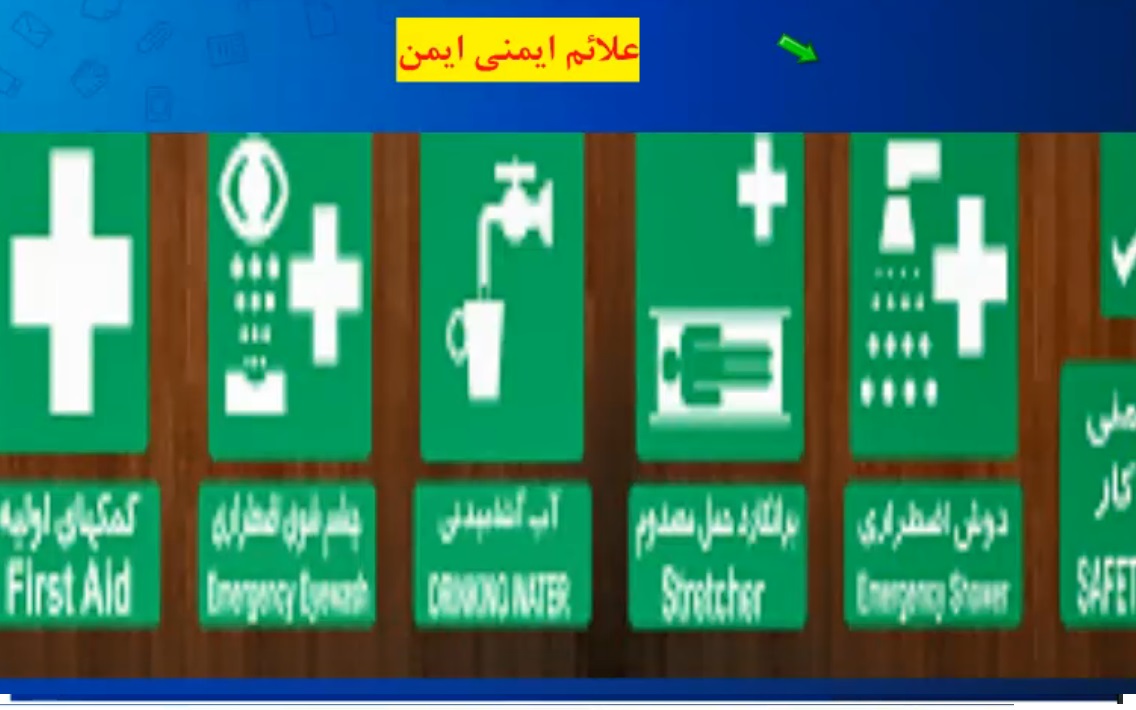 علائم ایمنی ایمن
کمکهای اولیه
First Aid
چشم شوی اضطراری
Emergency Eyewash
آب آشامیدنی
DRINKING WATER
برانکارد حمل مصدوم
Stretcher
دوش اضطراری
Emergency Shower
کار